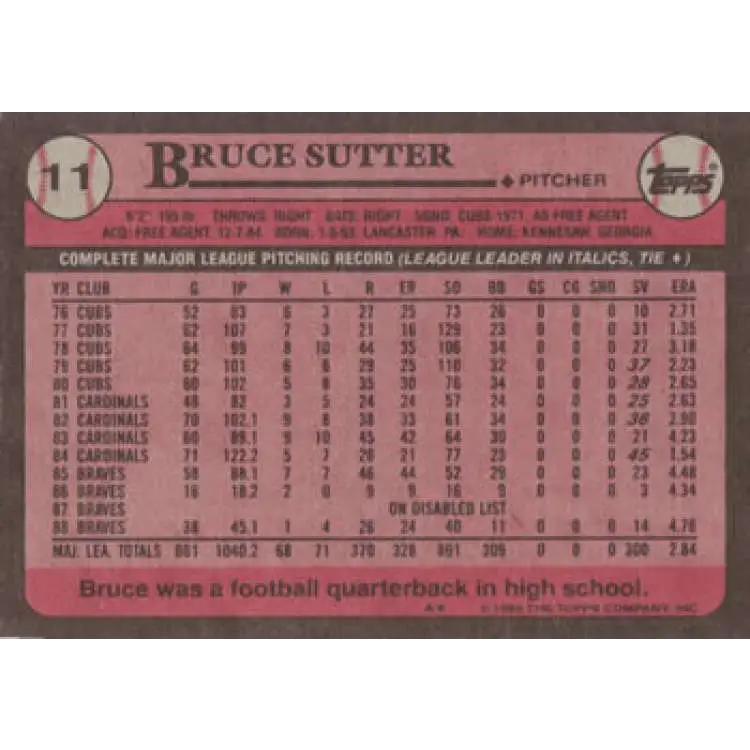 11 BRUCE SUTTER topps
♦ PITCHER
6'2" 195 lb THROWS: RIGHT BATS: RIGHT SIGND: CUBS 1971, AS FREE AGENT
ACQ: FREE AGENT, 12-7-84 BORN: 1-8-53, LANCASTER, PA. HOME: KENNESAW, GEORGIA
COMPLETE MAJOR LEAGUE PITCHING RECORD (LEAGUE LEADER IN ITALICS, TIE ♦)
YR CLUB G IP W L R ER SO BB GS CG SHO SV ERA
76 CUBS 52 83 6 3 27 25 73 26 0 0 0 10 2.71
77 CUBS 62 107 7 3 21 16 129 23 0 0 0 31 1.35
78 CUBS 64 99 8 10 44 35 106 34 0 0 0 27 3.18
79 CUBS 62 101 6 6 29 25 110 32 0 0 0 37 2.23
80 CUBS 60 102 5 8 35 30 76 34 0 0 0 28 2.65
81 CARDINALS 48 82 3 5 24 24 57 24 0 0 0 25 2.63
82 CARDINALS 70 102.1 9 8 38 33 61 34 0 0 0 36 2.90
83 CARDINALS 60 89.1 9 10 45 42 64 30 0 0 0 21 4.23
84 CARDINALS 71 122.2 5 7 26 21 77 23 0 0 0 45 1.54
85 BRAVES 58 88.1 7 7 46 44 52 29 0 0 0 23 4.48
86 BRAVES 16 18.2 2 0 9 9 16 9 0 0 0 3 4.34
87 BRAVES ON DISABLED LIST
88 BRAVES 38 45.1 1 4 26 24 40 11 0 0 0 14 4.76
MAJ. LEA. TOTALS 661 1040.2 68 71 370 328 861 309 0 0 0 300 2.84
Bruce was a football quarterback in high school.
© 1989 THE TOPPS COMPANY, INC.